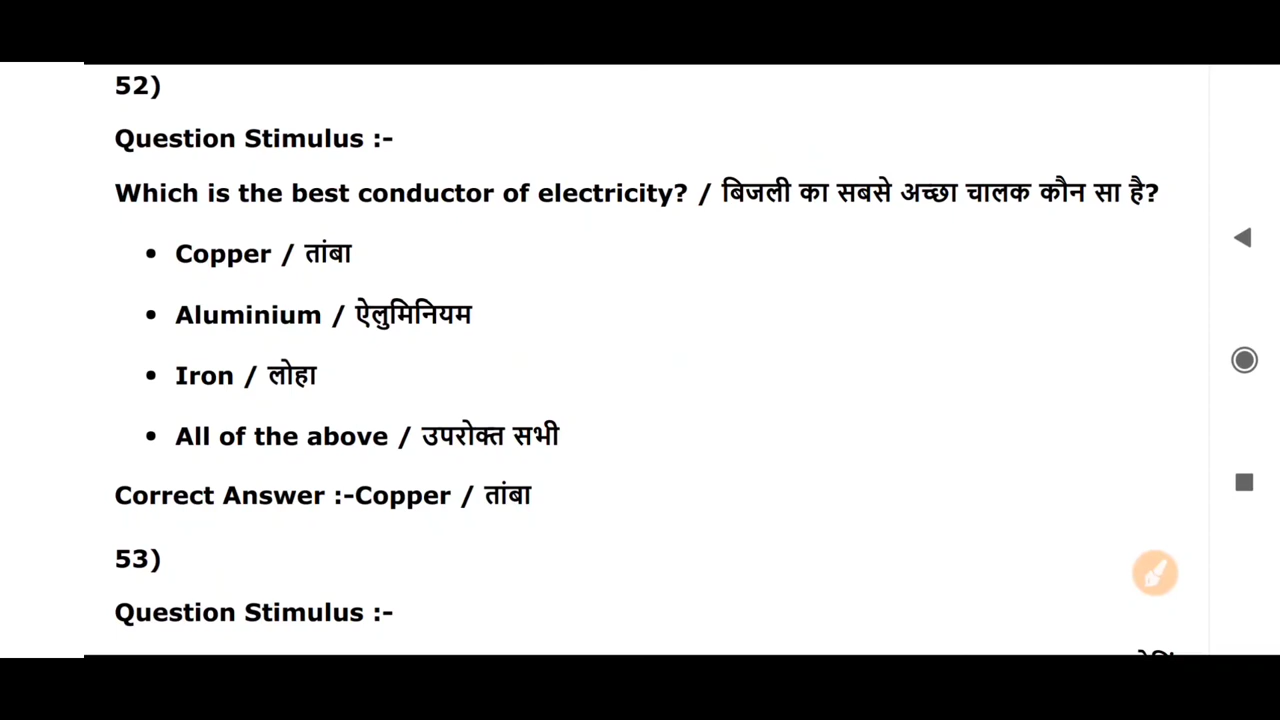 52)
Question Stimulus :-
Which is the best conductor of electricity? / बिजली का सबसे अच्छा चालक कौन सा है?
• Copper / तांबा
• Aluminium / ऐलुमिनियम
• Iron / लोहा
• All of the above / उपरोक्त सभी
Correct Answer :-Copper / तांबा
53)
Question Stimulus :-